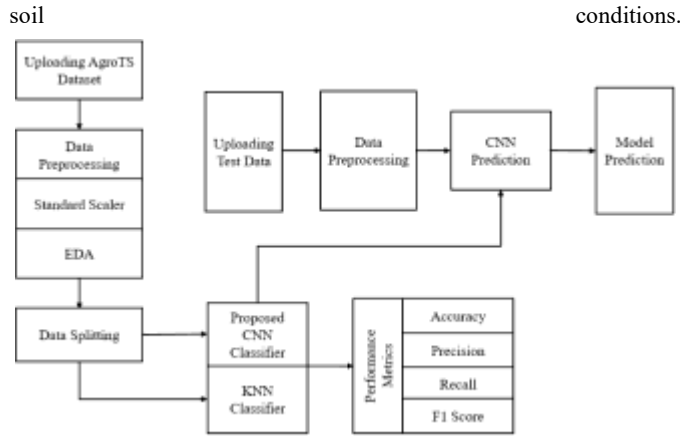 soil conditions.
Uploading AgroTS
Dataset
Data
Preprocessing
Standard Scaler
EDA
Data Splitting
Uploading
Test Data
Data
Preprocessing
CNN
Prediction
Model
Prediction
Proposed
CNN
Classifier
KNN
Classifier
Performance
Metrics
Accuracy
Precision
Recall
F1 Score